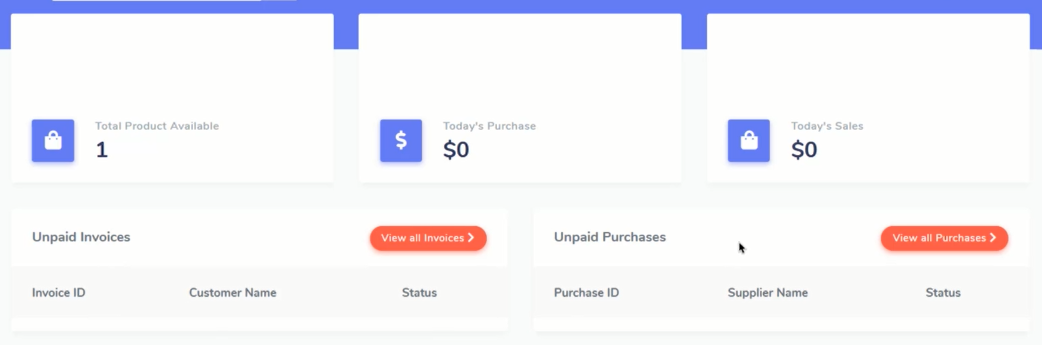 Total Product Available
1
Today's Purchase
$0
Today's Sales
$0
Unpaid Invoices
View all Invoices
Unpaid Purchases
View all Purchases
Invoice ID Customer Name Status
Purchase ID Supplier Name Status